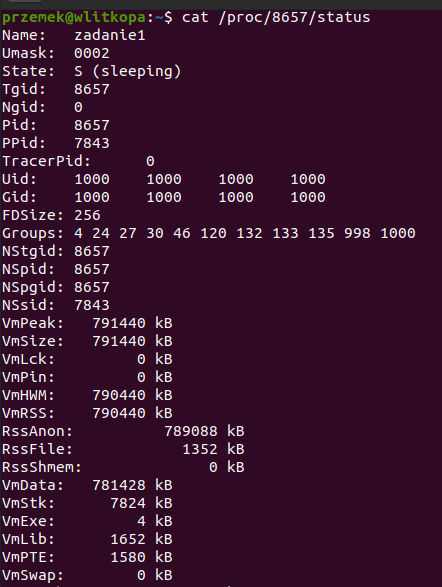 przemek@wlitkopa:~$ cat /proc/8657/status
Name:   zadanie1
Umask:  0002
State:  S (sleeping)
Tgid:   8657
Ngid:   0
Pid:    8657
PPid:   7843
TracerPid:      0
Uid:    1000    1000    1000    1000
Gid:    1000    1000    1000    1000
FDSize: 256
Groups: 4 24 27 30 46 120 132 133 135 998 1000
NStgid: 8657
NSpid:  8657
NSpgid: 8657
NSsid:  7843
VmPeak:   791440 kB
VmSize:   791440 kB
VmLck:         0 kB
VmPin:         0 kB
VmHWM:    790440 kB
VmRSS:    790440 kB
RssAnon:          789088 kB
RssFile:            1352 kB
RssShmem:              0 kB
VmData:   781428 kB
VmStk:      7824 kB
VmExe:         4 kB
VmLib:      1652 kB
VmPTE:      1580 kB
VmSwap:        0 kB